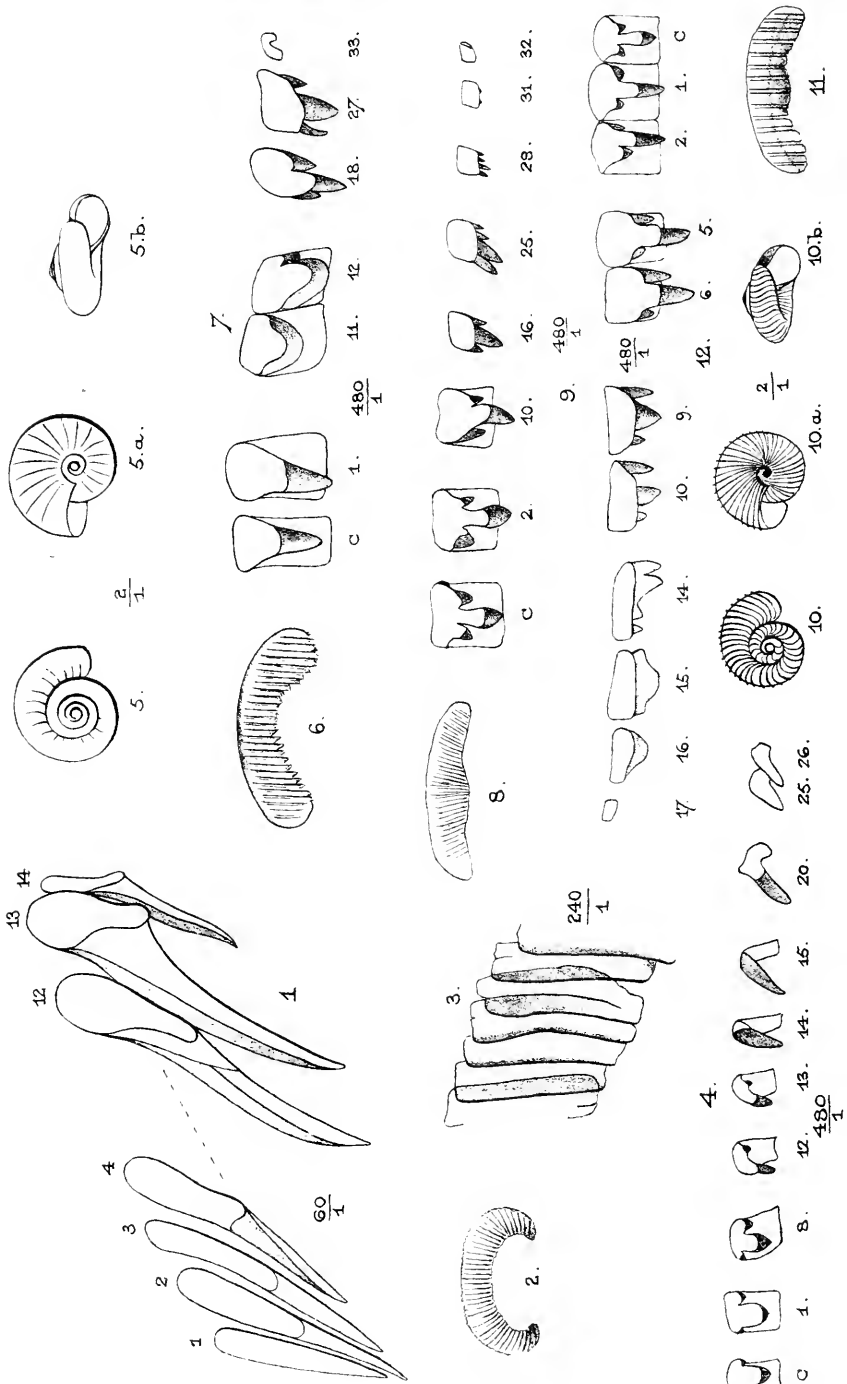 1 2 3 4
12 13 14
60/1
1
5. 2/1 5.a. 5.b.
2.
3.
240/1
6.
7.
C 1. 11. 12. 18. 27. 33.
480/1
8.
C 2. 10. 16. 25. 28. 31. 32.
9. 480/1
17. 16. 15. 14. 10. 9. 6. 5. 2. 1. C
480/1
12.
4.
C 1. 8. 12. 13. 14. 15. 20. 25. 26.
480/1
10. 10.a. 2/1 10.b.
11.